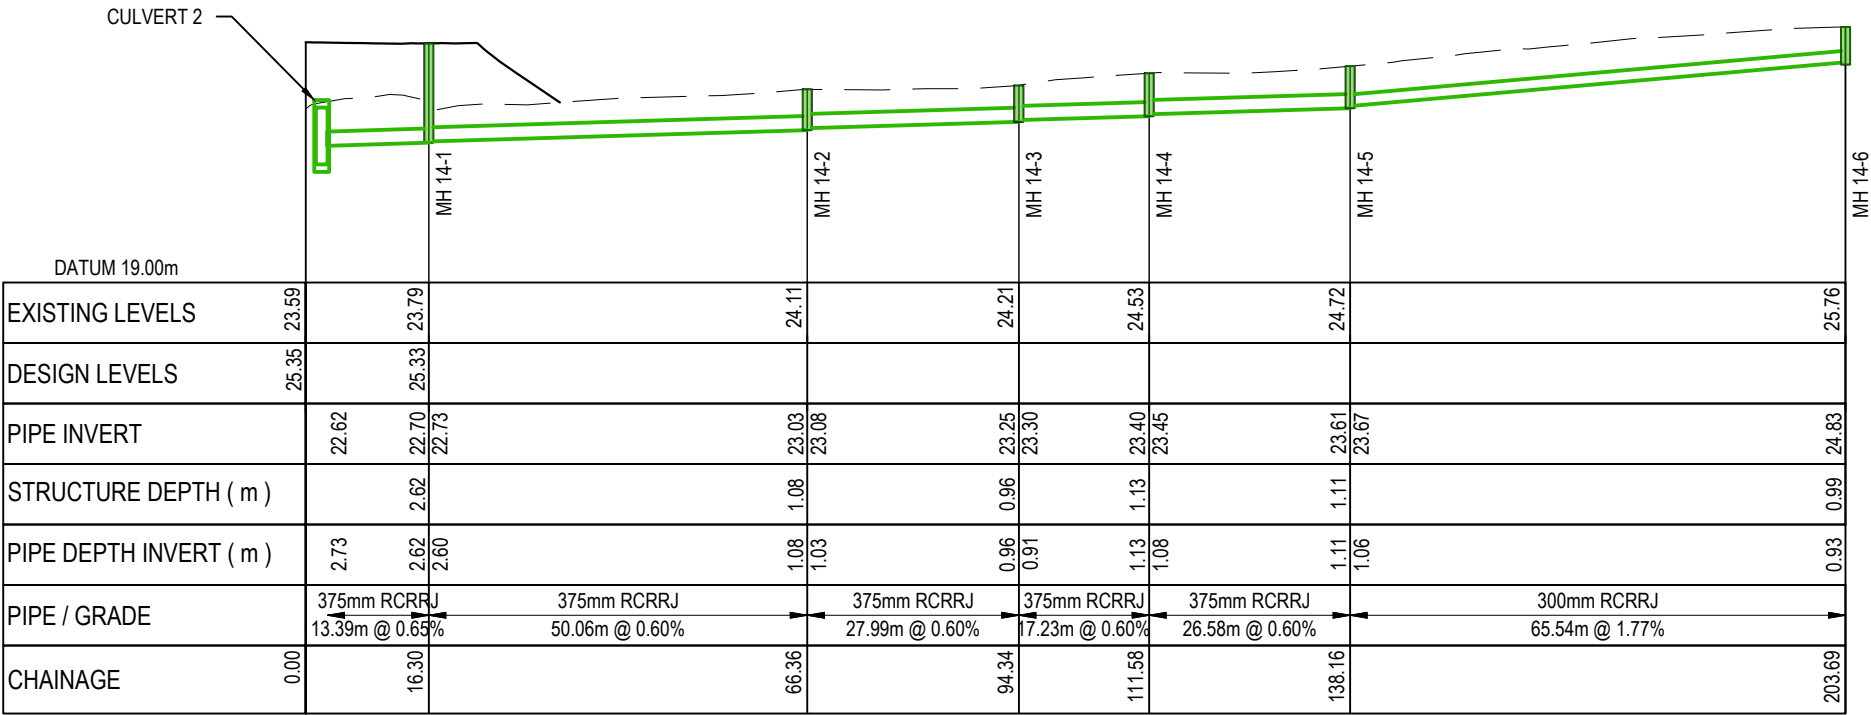 CULVERT 2
MH 14-1
MH 14-2
MH 14-3
MH 14-4
MH 14-5
MH 14-6
DATUM 19.00m
EXISTING LEVELS 23.59 23.79 24.11 24.21 24.53 24.72 25.76
DESIGN LEVELS 25.35 25.33
PIPE INVERT 22.62 22.70 22.73 23.03 23.08 23.25 23.30 23.40 23.45 23.61 23.67 24.83
STRUCTURE DEPTH ( m ) 2.62 1.08 0.96 1.13 1.11 0.99
PIPE DEPTH INVERT ( m ) 2.73 2.62 2.60 1.08 1.03 0.96 0.91 1.13 1.08 1.11 1.06 0.93
PIPE / GRADE
375mm RCRRJ 375mm RCRRJ 375mm RCRRJ 375mm RCRRJ 375mm RCRRJ 300mm RCRRJ
13.39m @ 0.65% 50.06m @ 0.60% 27.99m @ 0.60% 17.23m @ 0.60% 26.58m @ 0.60% 65.54m @ 1.77%
CHAINAGE 0.00 16.30 66.36 94.34 111.58 138.16 203.69